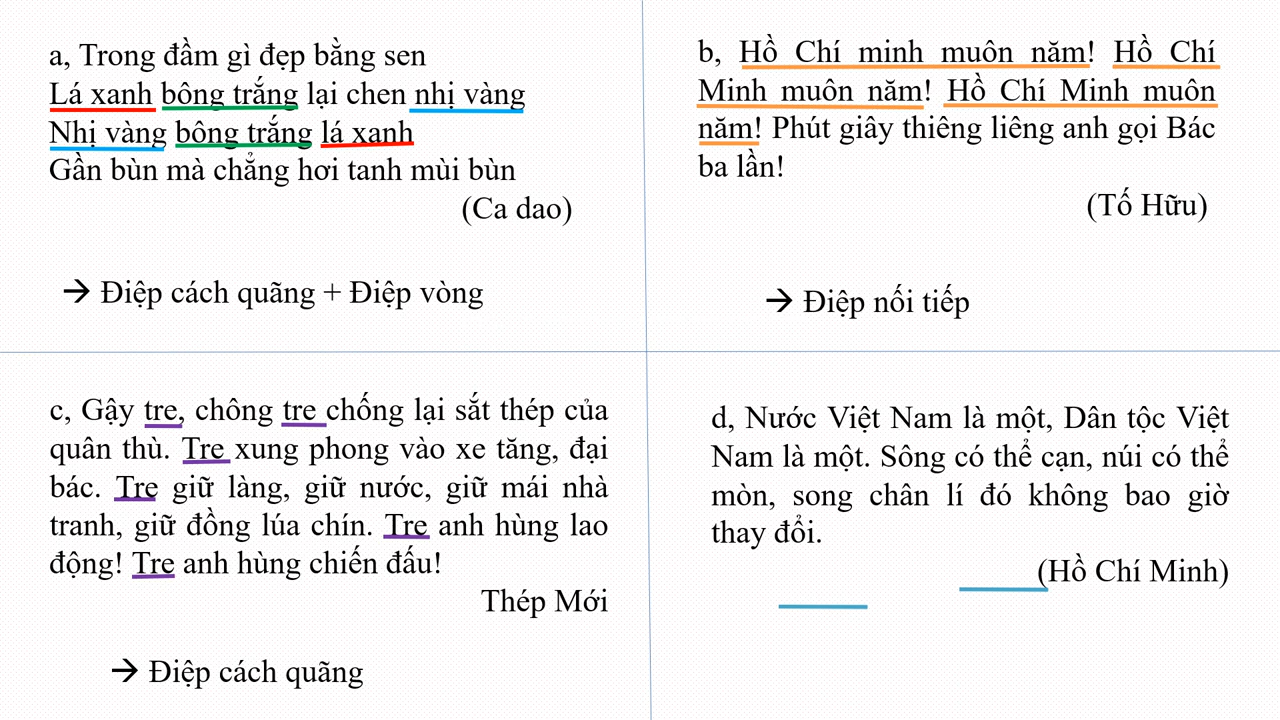 a, Trong đầm gì đẹp bằng sen
Lá xanh bông trắng lại chen nhị vàng
Nhị vàng bông trắng lá xanh
Gần bùn mà chẳng hơi tanh mùi bùn
(Ca dao)
→ Điệp cách quãng + Điệp vòng
b, Hồ Chí minh muôn năm! Hồ Chí
Minh muôn năm! Hồ Chí Minh muôn
năm! Phút giây thiêng liêng anh gọi Bác
ba lần!
(Tố Hữu)
→ Điệp nối tiếp
c, Gậy tre, chông tre chống lại sắt thép của
quân thù. Tre xung phong vào xe tăng, đại
bác. Tre giữ làng, giữ nước, giữ mái nhà
tranh, giữ đồng lúa chín. Tre anh hùng lao
động! Tre anh hùng chiến đấu!
Thép Mới
→ Điệp cách quãng
d, Nước Việt Nam là một, Dân tộc Việt
Nam là một. Sông có thể cạn, núi có thể
mòn, song chân lí đó không bao giờ
thay đổi.
(Hồ Chí Minh)